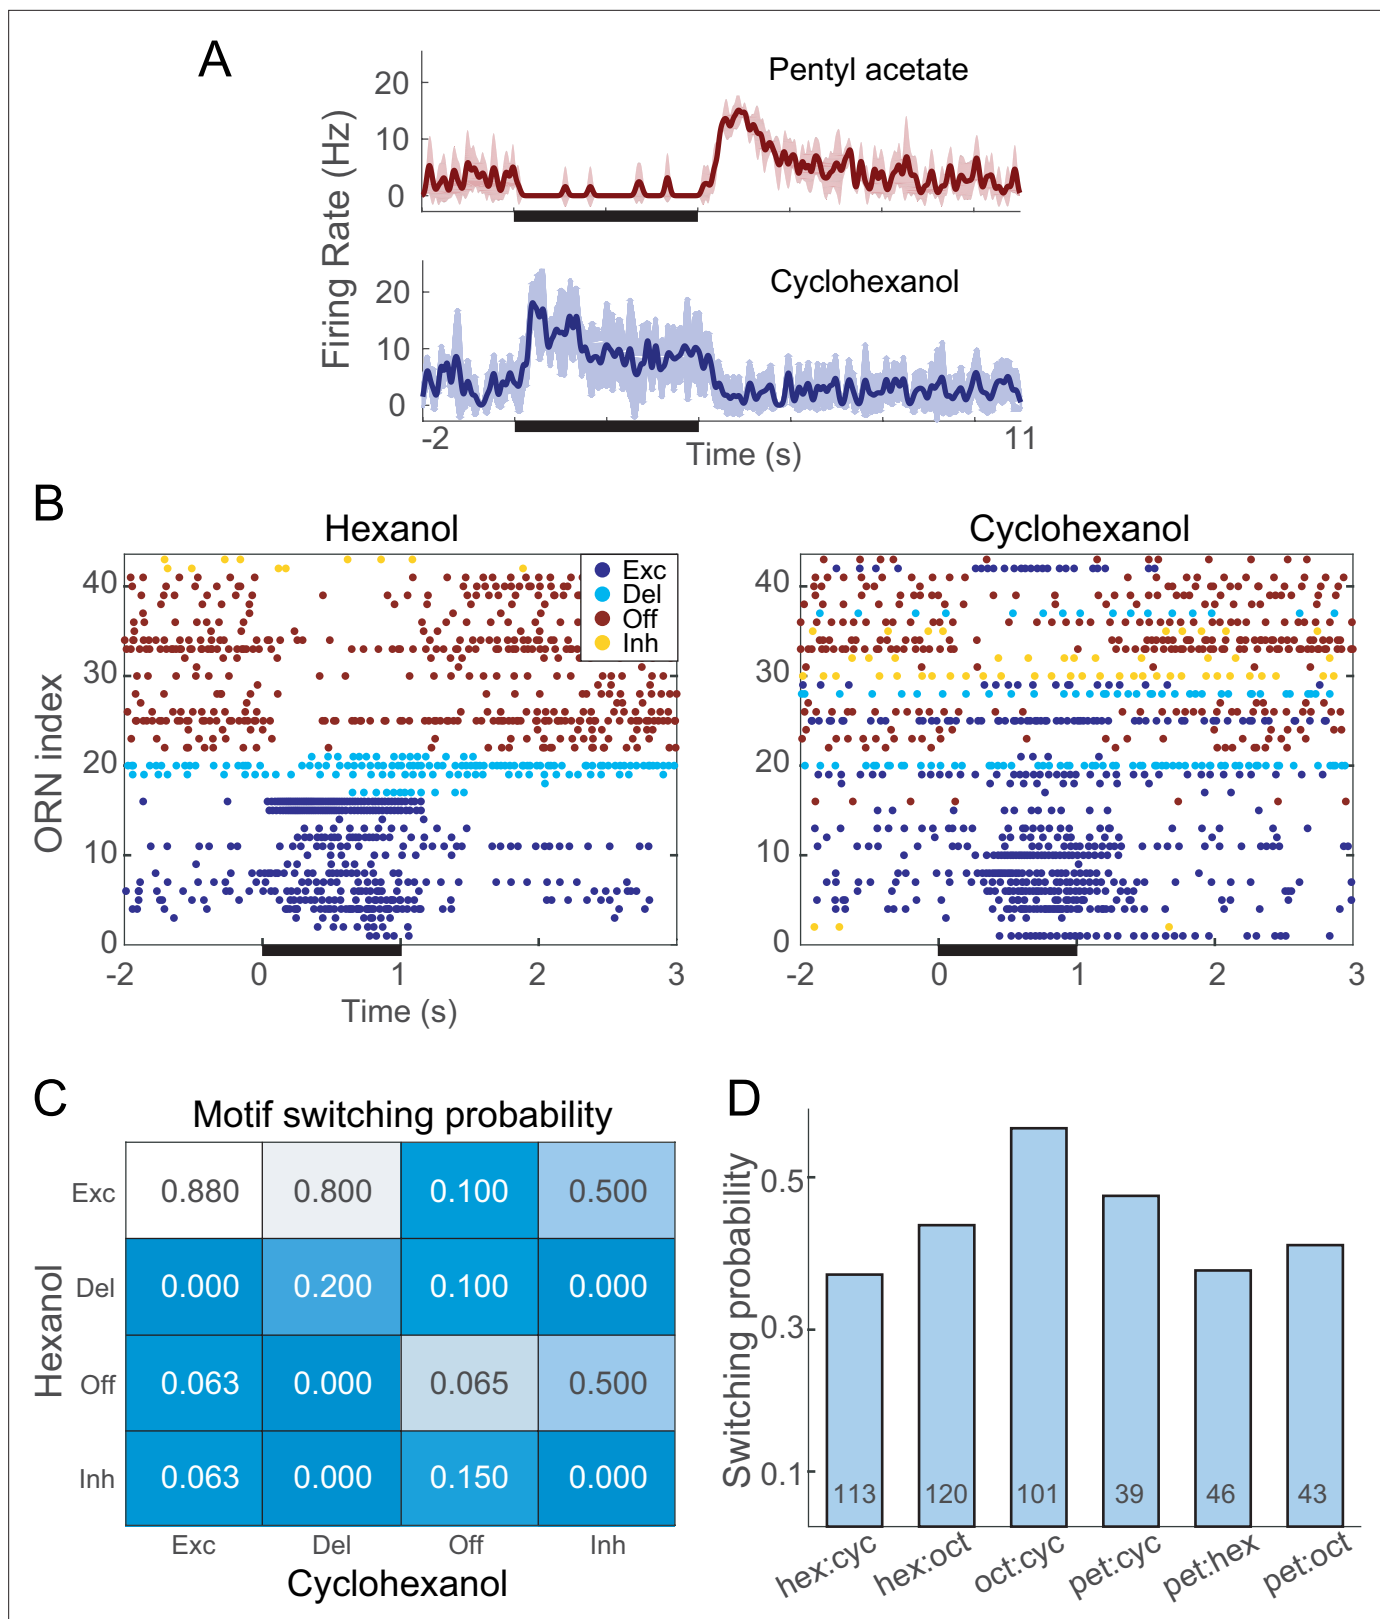 A
Pentyl acetate
20
10
0
Firing Rate (Hz)
Cyclohexanol
20
10
0
-2
11
Time (s)
B
Hexanol
Cyclohexanol
Exc
Del
Off
Inh
ORN index
40
30
20
10
0
-2 0 1 2 3
Time (s)
40
30
20
10
0
-2 0 1 2 3
C
Motif switching probability
Hexanol
Exc 0.880 0.800 0.100 0.500
Del 0.000 0.200 0.100 0.000
Off 0.063 0.000 0.065 0.500
Inh 0.063 0.000 0.150 0.000
Exc Del Off Inh
Cyclohexanol
D
Switching probability
0.5
0.3
0.1
113 120 101 39 46 43
hex:cyc hex:oct oct:cyc pet:cyc pet:hex pet:oct